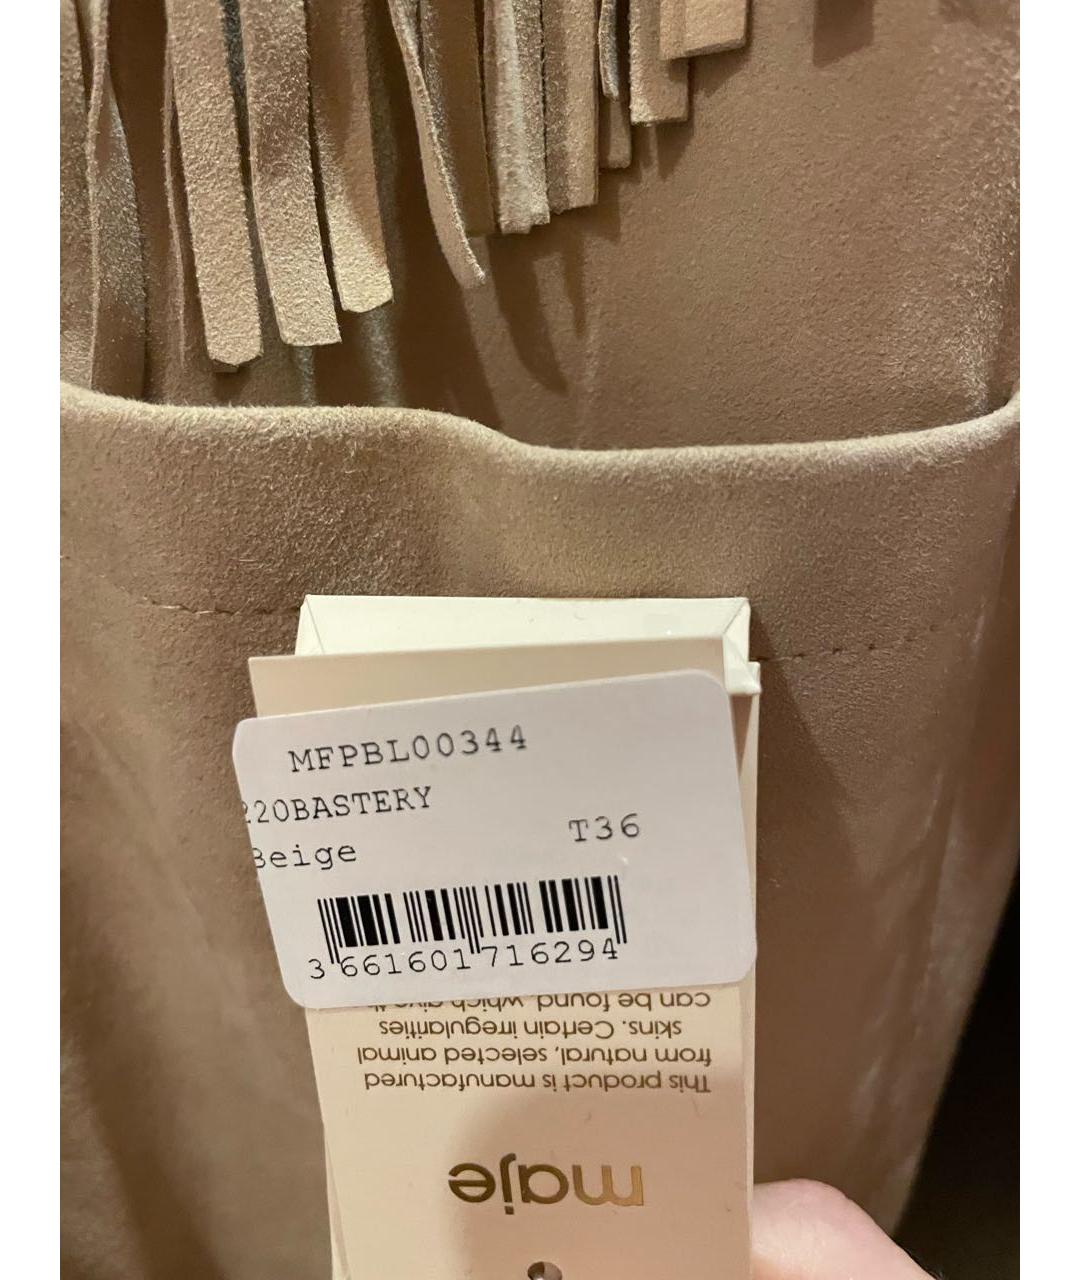 MFPBL00344
220BASTERY
Beige
T36
3 661601 716294
maje
This product is manufactured
from natural, selected animal
skins. Certain irregularities
can be found, which give